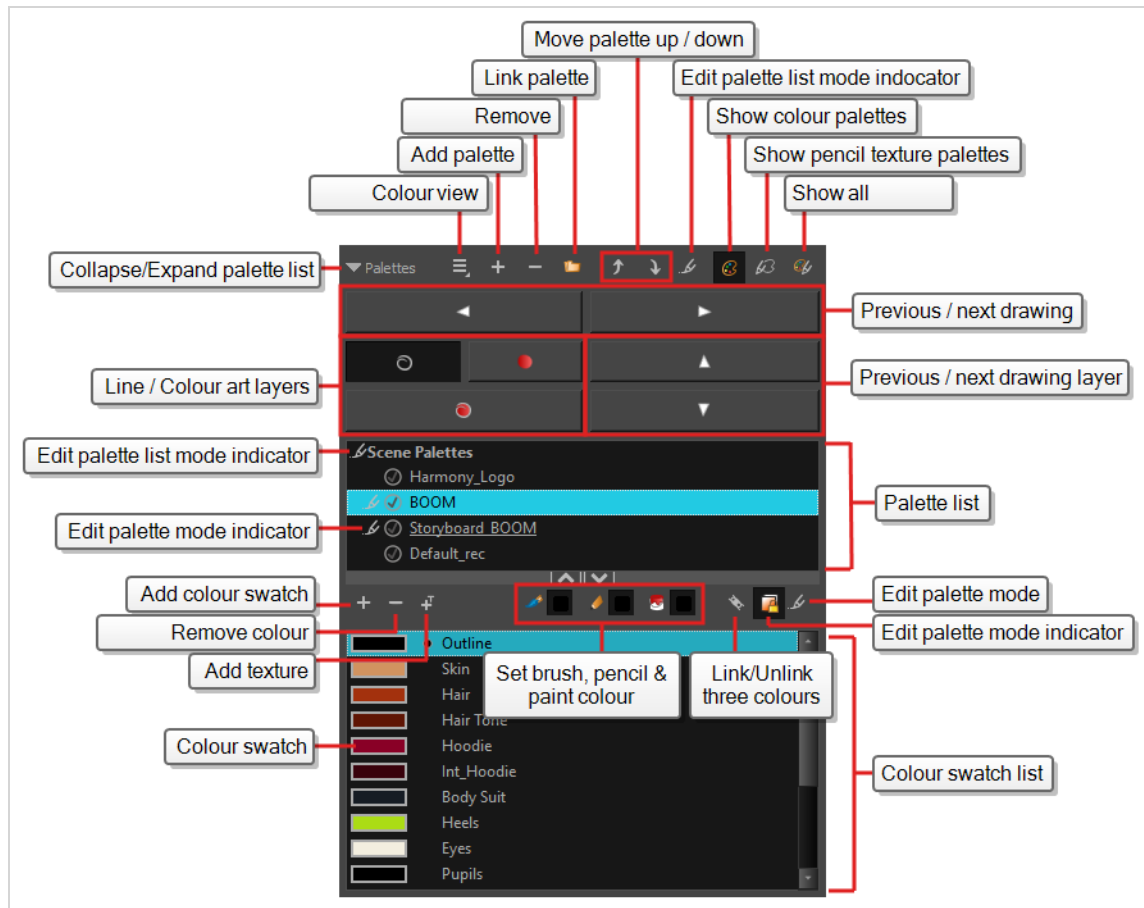 Move palette up / down
Link palette
Edit palette list mode indocator
Remove
Show colour palettes
Add palette
Show pencil texture palettes
Colour view
Show all
Collapse/Expand palette list
Palettes
Previous / next drawing
Line / Colour art layers
Previous / next drawing layer
Edit palette list mode indicator
Scene Palettes
Harmony_Logo
BOOM
Palette list
Edit palette mode indicator
Storyboard_BOOM
Default_rec
Add colour swatch
Edit palette mode
Remove colour
Edit palette mode indicator
Add texture
Outline
Skin
Set brush, pencil &
paint colour
Link/Unlink
three colours
Hair
Hair Tone
Colour swatch
Hoodie
Int_Hoodie
Colour swatch list
Body Suit
Heels
Eyes
Pupils